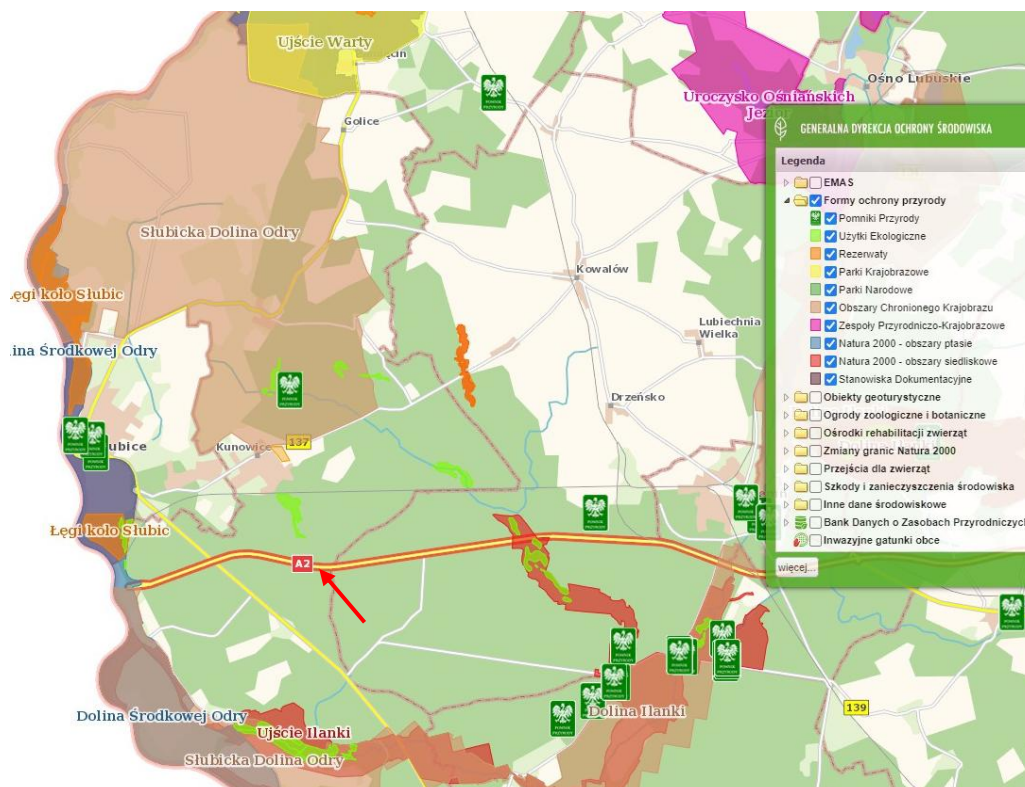 Ujście Warty
Golice
Ośno Lubuskie
Uroczysko Ośniańskich
Jezior
Słubicka Dolina Odry
Kowalów
Łęgi koło Słubic
Środkowej Odry
Lubiechnia
Wielka
Drzeńsko
Kunowice
137
Łęgi koło Słubic
A2
Dolina Środkowej Odry
Ujście Ilanki
Słubicka Dolina Odry
Dolina Ilanki
139
POMNIK
PRZYRODY
GENERALNA DYREKCJA OCHRONY ŚRODOWISKA
Legenda
EMAS
Formy ochrony przyrody
Pomniki Przyrody
Użytki Ekologiczne
Rezerwaty
Parki Krajobrazowe
Parki Narodowe
Obszary Chronionego Krajobrazu
Zespoły Przyrodniczo-Krajobrazowe
Natura 2000 - obszary ptasie
Natura 2000 - obszary siedliskowe
Stanowiska Dokumentacyjne
Obiekty geoturystyczne
Ogrody zoologiczne i botaniczne
Ośrodki rehabilitacji zwierząt
Zmiany granic Natura 2000
Przejścia dla zwierząt
Szkody i zanieczyszczenia środowiska
Inne dane środowiskowe
Bank Danych o Zasobach Przyrodniczych
Inwazyjne gatunki obce
więcej...